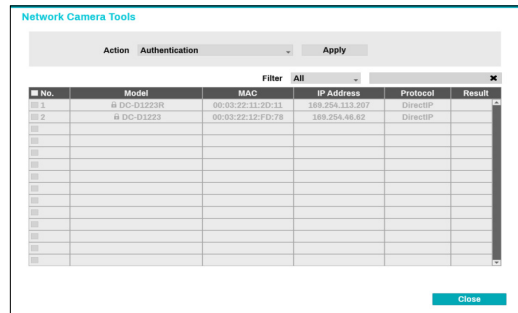 Network Camera Tools
Action Authentication Apply
Filter All
No. Model MAC IP Address Protocol Result
1 DC-D1223R 00:03:22:11:2D:11 169.254.113.207 DirectIP
2 DC-D1223 00:03:22:12:FD:78 169.254.46.62 DirectIP
Close